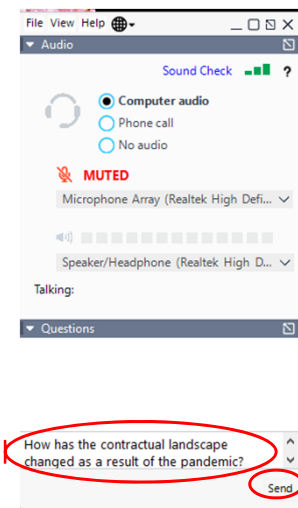 File View Help
Audio
Sound Check ?
Computer audio
Phone call
No audio
MUTED
Microphone Array (Realtek High Defi...
Speaker/Headphone (Realtek High D...
Talking:
Questions
How has the contractual landscape
changed as a result of the pandemic?
Send